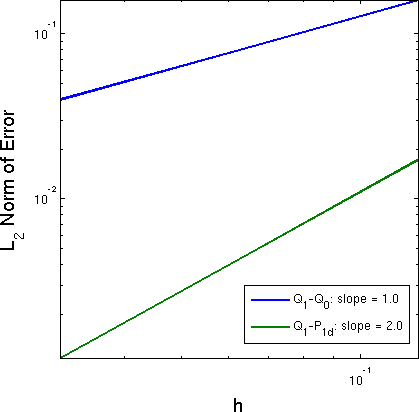 10⁻¹
10⁻²
L₂ Norm of Error
Q₁-Q₀: slope = 1.0
Q₁-P₁d: slope = 2.0
10⁻¹
h